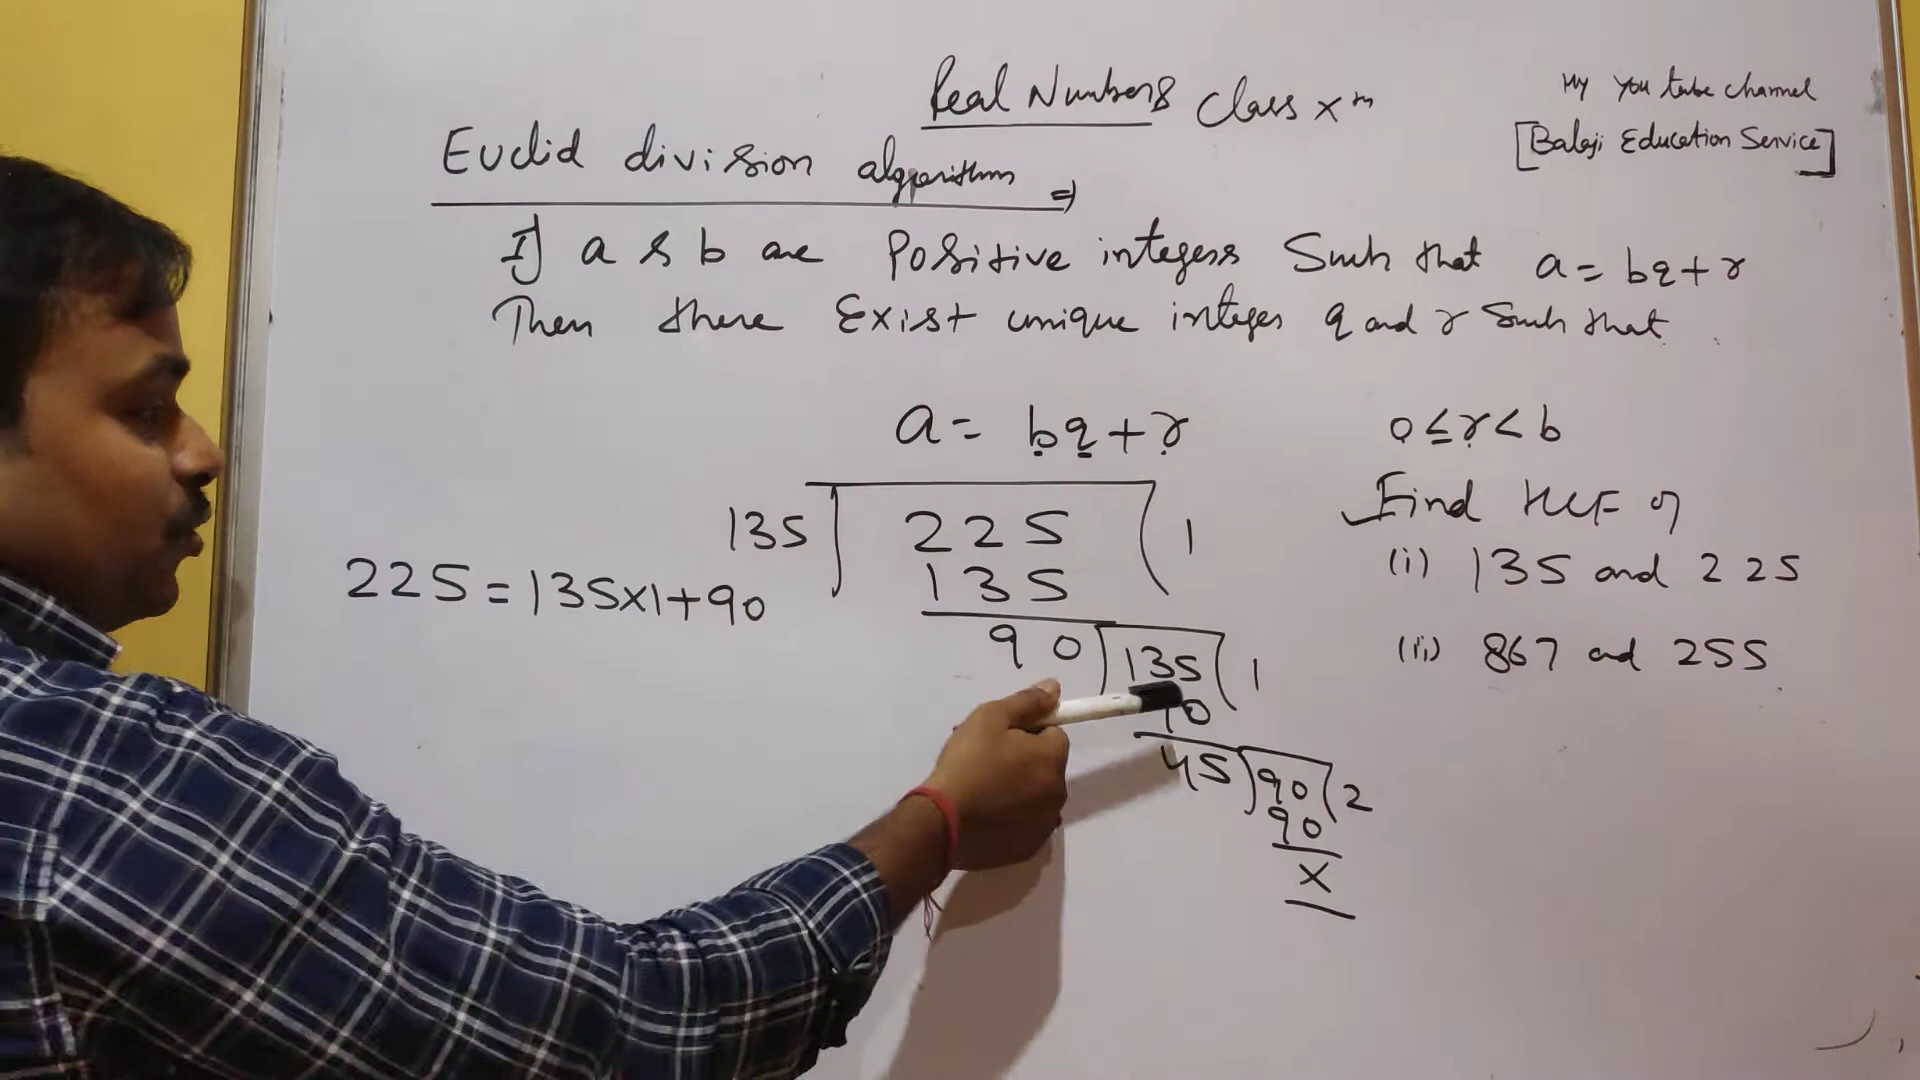 Real Numbers Class Xth
My You tube channel
[Balaji Education Service]
Euclid division algorithm ⇒
If a & b are Positive integers Such that a = bq + r
Then there Exist unique integer q and r Such that
a = bq + r 0 ≤ r < b
Find HCF of
(i) 135 and 225
(ii) 867 and 255
225 = 135×1+90
135 ) 225 ( 1
135
90 ) 135 ( 1
90
45 ) 90 ( 2
90
x